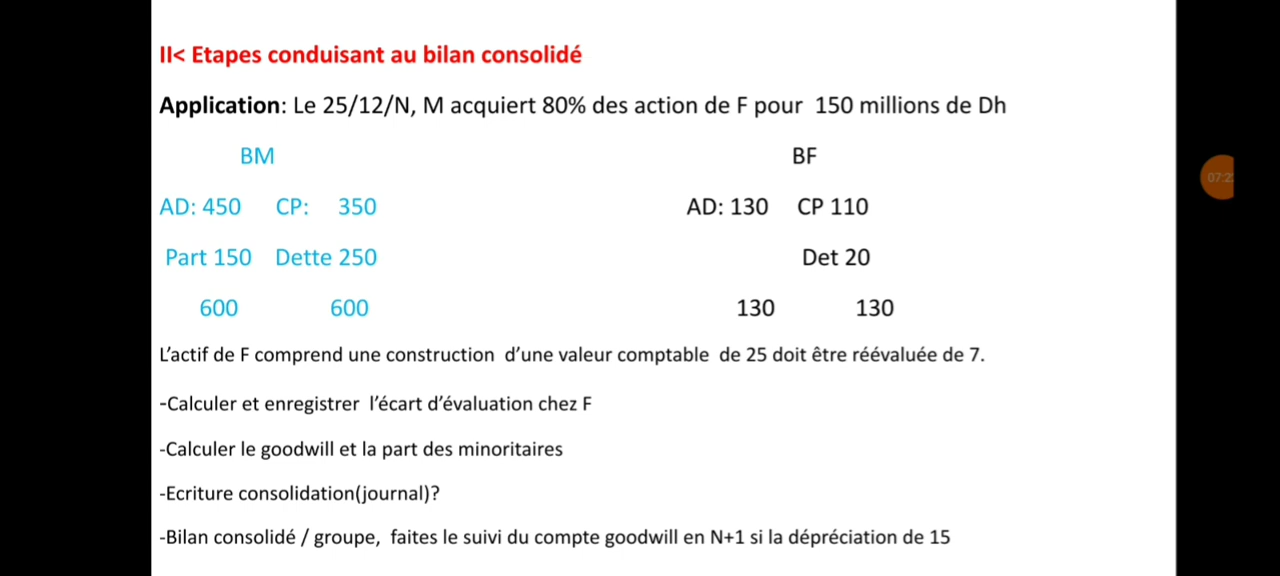 II< Etapes conduisant au bilan consolidé
Application: Le 25/12/N, M acquiert 80% des action de F pour 150 millions de Dh
BM BF
AD: 450 CP: 350 AD: 130 CP 110
Part 150 Dette 250 Det 20
600 600 130 130
L'actif de F comprend une construction d'une valeur comptable de 25 doit être réévaluée de 7.
-Calculer et enregistrer l'écart d'évaluation chez F
-Calculer le goodwill et la part des minoritaires
-Ecriture consolidation(journal)?
-Bilan consolidé / groupe, faites le suivi du compte goodwill en N+1 si la dépréciation de 15